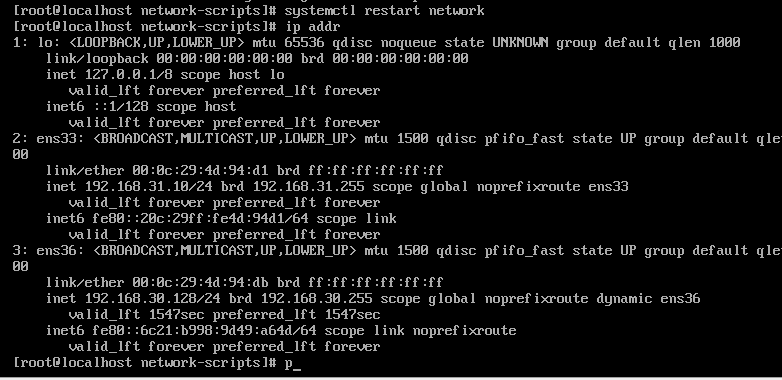 [root@localhost network-scripts]# systemctl restart network
[root@localhost network-scripts]# ip addr
1: lo: <LOOPBACK,UP,LOWER_UP> mtu 65536 qdisc noqueue state UNKNOWN group default qlen 1000
    link/loopback 00:00:00:00:00:00 brd 00:00:00:00:00:00
    inet 127.0.0.1/8 scope host lo
       valid_lft forever preferred_lft forever
    inet6 ::1/128 scope host
       valid_lft forever preferred_lft forever
2: ens33: <BROADCAST,MULTICAST,UP,LOWER_UP> mtu 1500 qdisc pfifo_fast state UP group default qle
00
    link/ether 00:0c:29:4d:94:d1 brd ff:ff:ff:ff:ff:ff
    inet 192.168.31.10/24 brd 192.168.31.255 scope global noprefixroute ens33
       valid_lft forever preferred_lft forever
    inet6 fe80::20c:29ff:fe4d:94d1/64 scope link
       valid_lft forever preferred_lft forever
3: ens36: <BROADCAST,MULTICAST,UP,LOWER_UP> mtu 1500 qdisc pfifo_fast state UP group default qle
00
    link/ether 00:0c:29:4d:94:db brd ff:ff:ff:ff:ff:ff
    inet 192.168.30.128/24 brd 192.168.30.255 scope global noprefixroute dynamic ens36
       valid_lft 1547sec preferred_lft 1547sec
    inet6 fe80::6c21:b998:9d49:a64d/64 scope link noprefixroute
       valid_lft forever preferred_lft forever
[root@localhost network-scripts]# p_